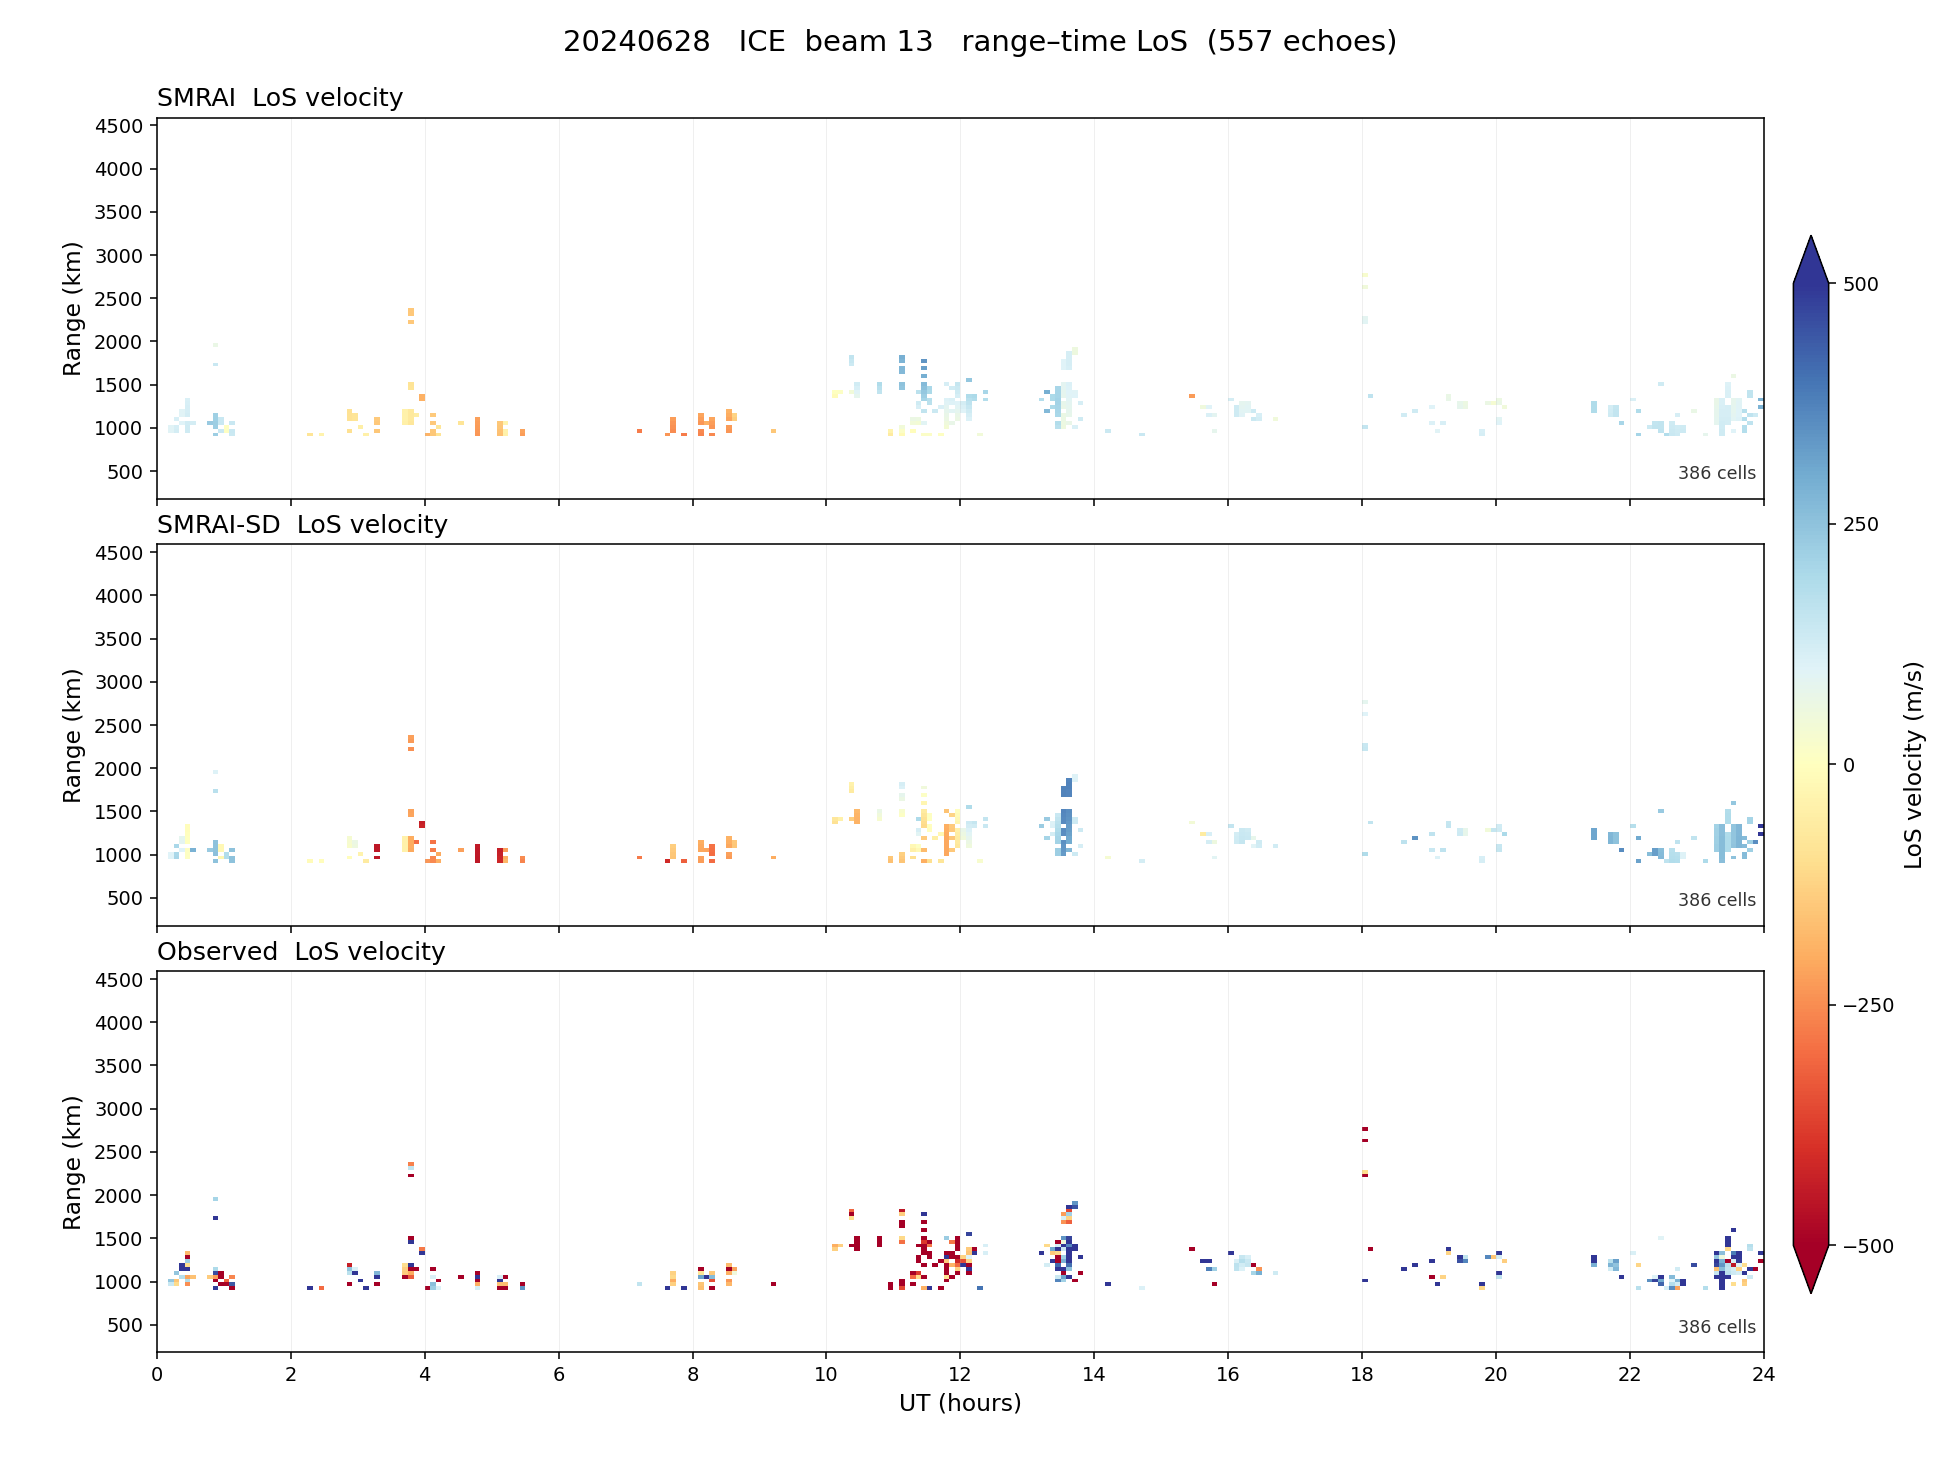 20240628   ICE  beam 13   range–time LoS  (557 echoes)
SMRAI  LoS velocity
4500
4000
3500
3000
2500
2000
1500
1000
500
Range (km)
386 cells
SMRAI-SD  LoS velocity
4500
4000
3500
3000
2500
2000
1500
1000
500
Range (km)
386 cells
Observed  LoS velocity
4500
4000
3500
3000
2500
2000
1500
1000
500
Range (km)
386 cells
0 2 4 6 8 10 12 14 16 18 20 22 24
UT (hours)
500
250
0
−250
−500
LoS velocity (m/s)